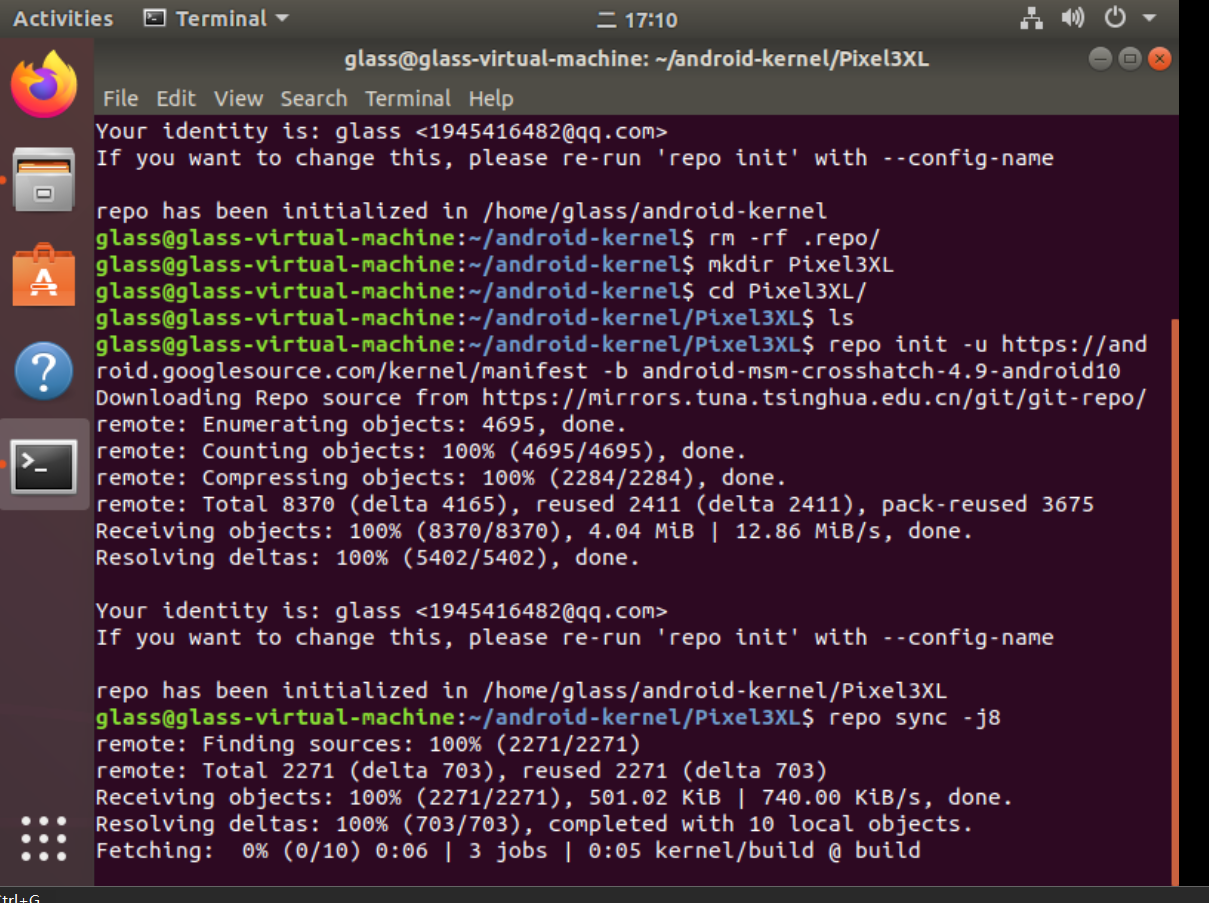 Activities Terminal 二 17:10
glass@glass-virtual-machine: ~/android-kernel/Pixel3XL
File Edit View Search Terminal Help
Your identity is: glass <1945416482@qq.com>
If you want to change this, please re-run 'repo init' with --config-name
repo has been initialized in /home/glass/android-kernel
glass@glass-virtual-machine:~/android-kernel$ rm -rf .repo/
glass@glass-virtual-machine:~/android-kernel$ mkdir Pixel3XL
glass@glass-virtual-machine:~/android-kernel$ cd Pixel3XL/
glass@glass-virtual-machine:~/android-kernel/Pixel3XL$ ls
glass@glass-virtual-machine:~/android-kernel/Pixel3XL$ repo init -u https://and
roid.googlesource.com/kernel/manifest -b android-msm-crosshatch-4.9-android10
Downloading Repo source from https://mirrors.tuna.tsinghua.edu.cn/git/git-repo/
remote: Enumerating objects: 4695, done.
remote: Counting objects: 100% (4695/4695), done.
remote: Compressing objects: 100% (2284/2284), done.
remote: Total 8370 (delta 4165), reused 2411 (delta 2411), pack-reused 3675
Receiving objects: 100% (8370/8370), 4.04 MiB | 12.86 MiB/s, done.
Resolving deltas: 100% (5402/5402), done.
Your identity is: glass <1945416482@qq.com>
If you want to change this, please re-run 'repo init' with --config-name
repo has been initialized in /home/glass/android-kernel/Pixel3XL
glass@glass-virtual-machine:~/android-kernel/Pixel3XL$ repo sync -j8
remote: Finding sources: 100% (2271/2271)
remote: Total 2271 (delta 703), reused 2271 (delta 703)
Receiving objects: 100% (2271/2271), 501.02 KiB | 740.00 KiB/s, done.
Resolving deltas: 100% (703/703), completed with 10 local objects.
Fetching:  0% (0/10) 0:06 | 3 jobs | 0:05 kernel/build @ build
trl+G